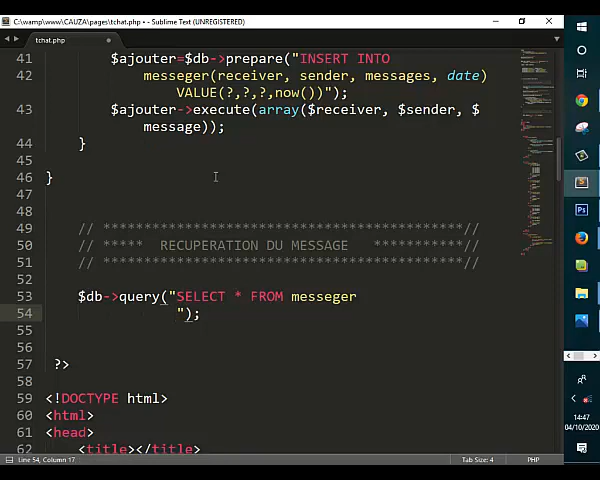 C:\wamp\www\CAUZA\pages\tchat.php • - Sublime Text (UNREGISTERED)
tchat.php
41 $ajouter=$db->prepare("INSERT INTO
42 messeger(receiver, sender, messages, date)
VALUE(?,?,?,now())");
43 $ajouter->execute(array($receiver, $sender, $
message));
44 }
45
46 }
47
48
49 // ********************************************//
50 // ***** RECUPERATION DU MESSAGE ***********//
51 // ********************************************//
52
53 $db->query("SELECT * FROM messeger
54 ");
55
56
57 ?>
58
59 <!DOCTYPE html>
60 <html>
61 <head>
62 <title></title>
Line 54, Column 17
Tab Size: 4
PHP
14:47
04/10/2020